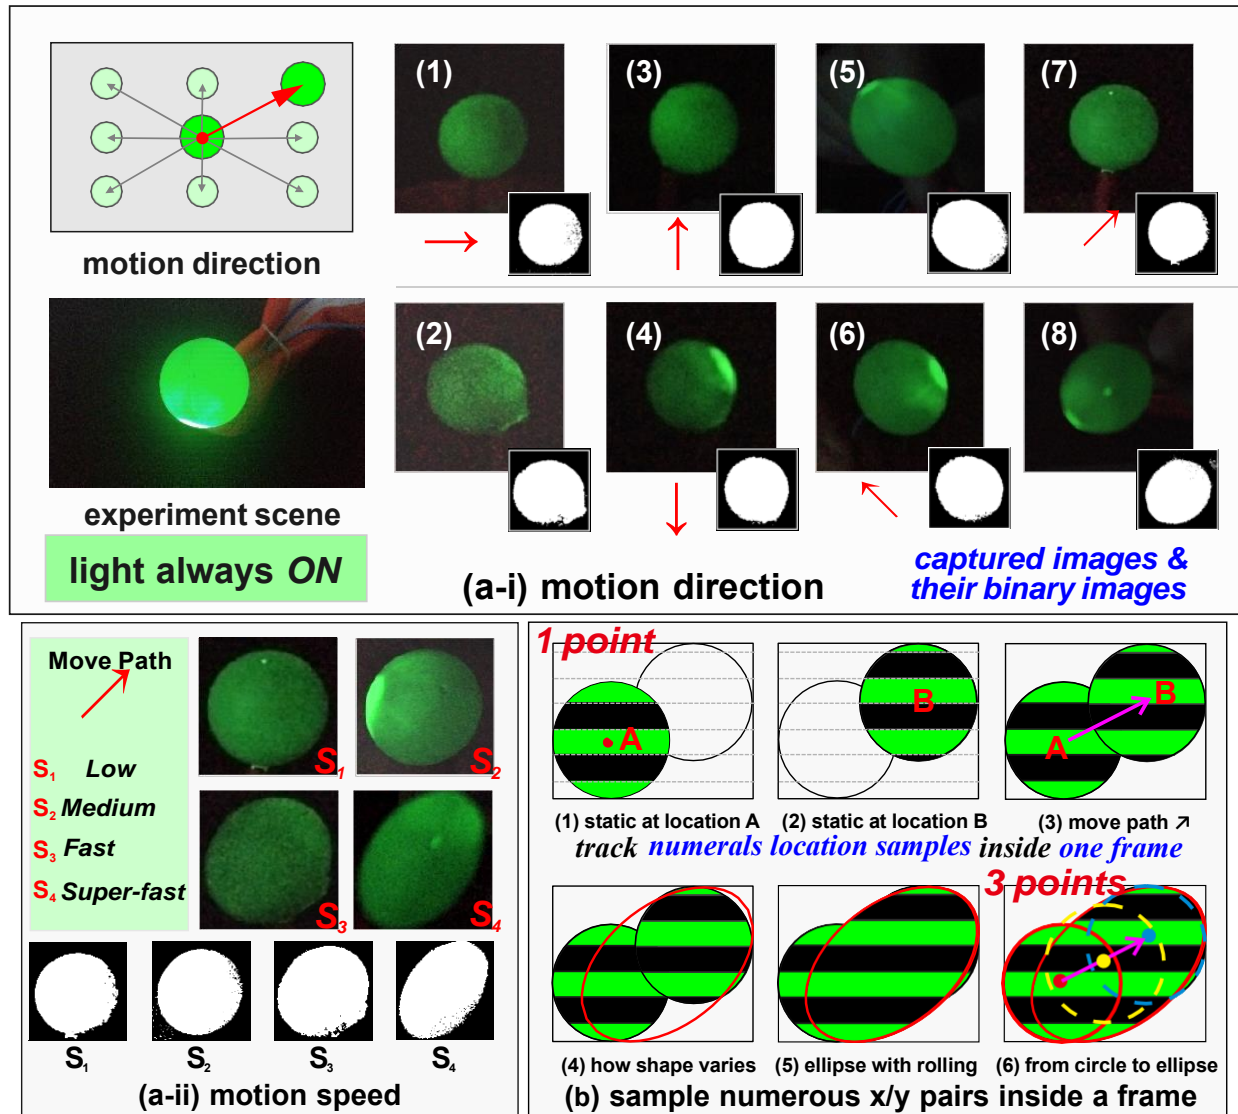 motion direction
experiment scene
light always ON
(1)
(3)
(5)
(7)
(2)
(4)
(6)
(8)
captured images &
their binary images
(a-i) motion direction
Move Path
S1 Low
S2 Medium
S3 Fast
S4 Super-fast
S1
S2
S3
S4
S1
S2
S3
S4
(a-ii) motion speed
1 point
A
B
A
B
(1) static at location A
(2) static at location B
(3) move path ↗
track numerals location samples inside one frame
3 points
(4) how shape varies
(5) ellipse with rolling
(6) from circle to ellipse
(b) sample numerous x/y pairs inside a frame